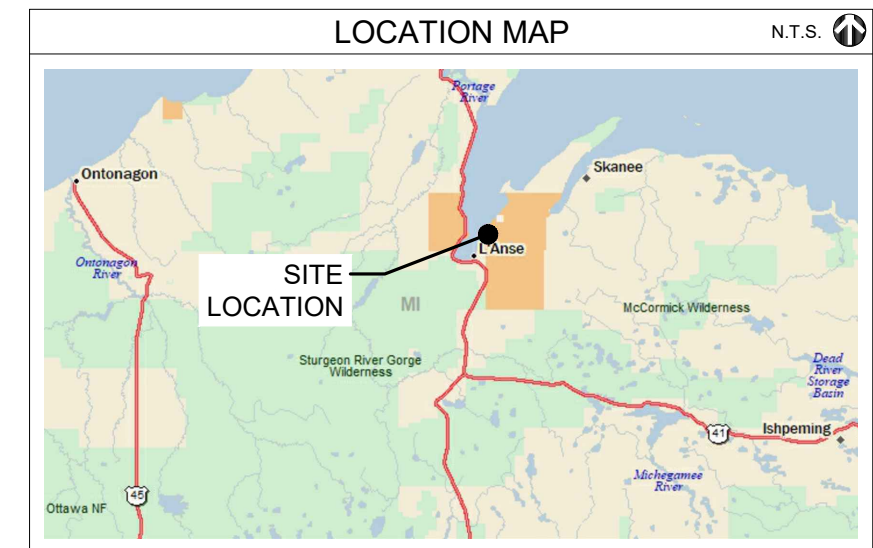 LOCATION MAP
N.T.S.
Portage
River
Ontonagon
Skanee
L'Anse
Ontonagon
River
SITE
LOCATION
MI
McCormick Wilderness
Sturgeon River Gorge
Wilderness
Dead
River
Storage
Basin
41
Ishpeming
Michegamee
River
45
Ottawa NF